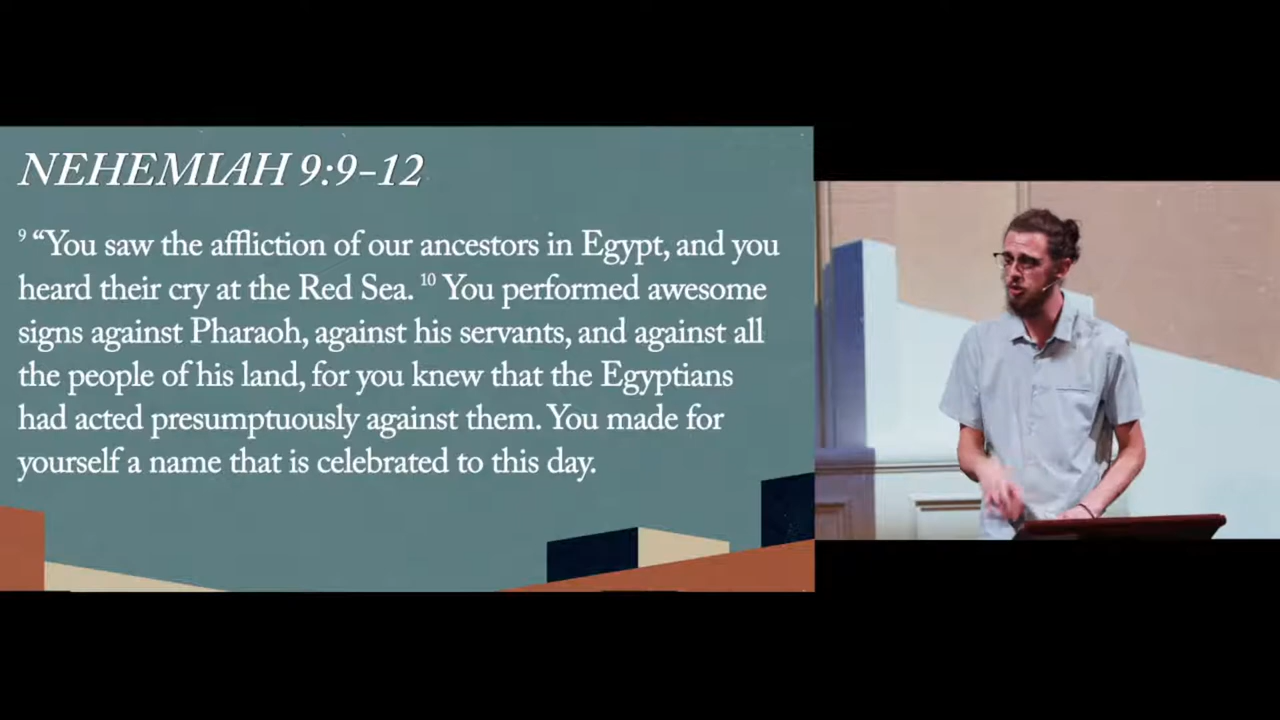 NEHEMIAH 9:9–12
9 “You saw the affliction of our ancestors in Egypt, and you
heard their cry at the Red Sea. 10 You performed awesome
signs against Pharaoh, against his servants, and against all
the people of his land, for you knew that the Egyptians
had acted presumptuously against them. You made for
yourself a name that is celebrated to this day.